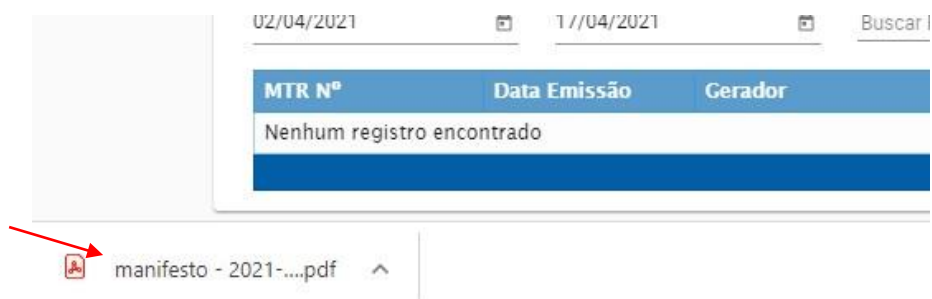 02/04/2021 17/04/2021 Buscar
MTR Nº Data Emissão Gerador
Nenhum registro encontrado
manifesto - 2021-....pdf